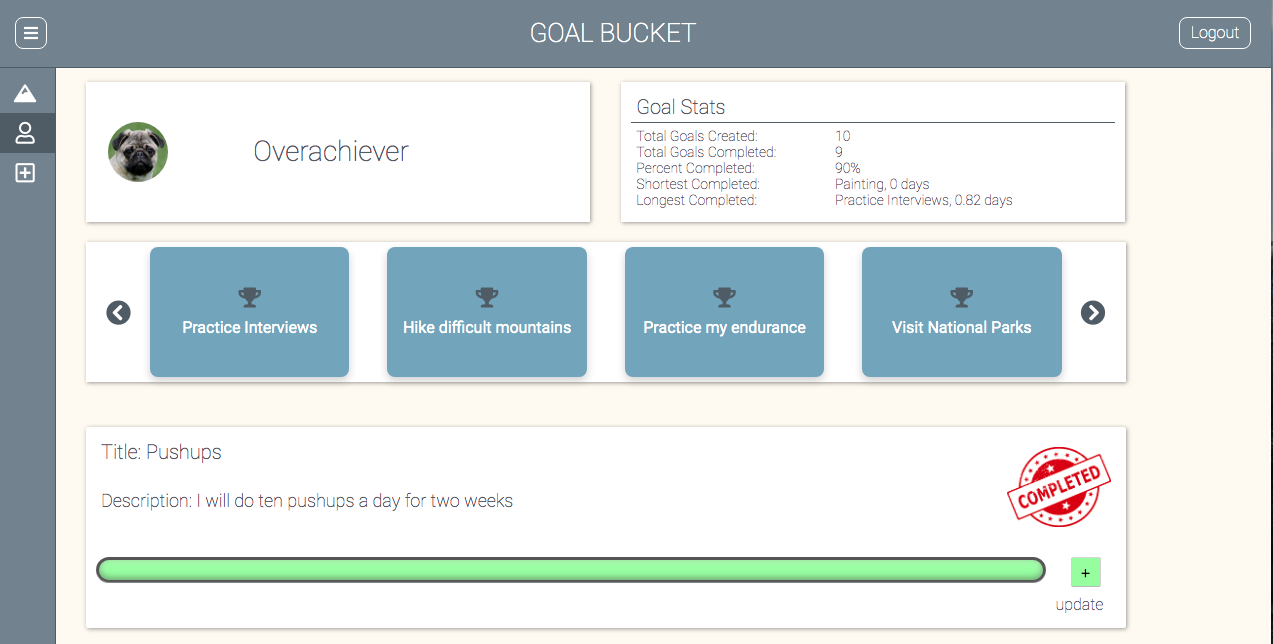 GOAL BUCKET
Logout
Overachiever
Goal Stats
Total Goals Created: 10
Total Goals Completed: 9
Percent Completed: 90%
Shortest Completed: Painting, 0 days
Longest Completed: Practice Interviews, 0.82 days
Practice Interviews
Hike difficult mountains
Practice my endurance
Visit National Parks
Title: Pushups
COMPLETED
Description: I will do ten pushups a day for two weeks
+
update